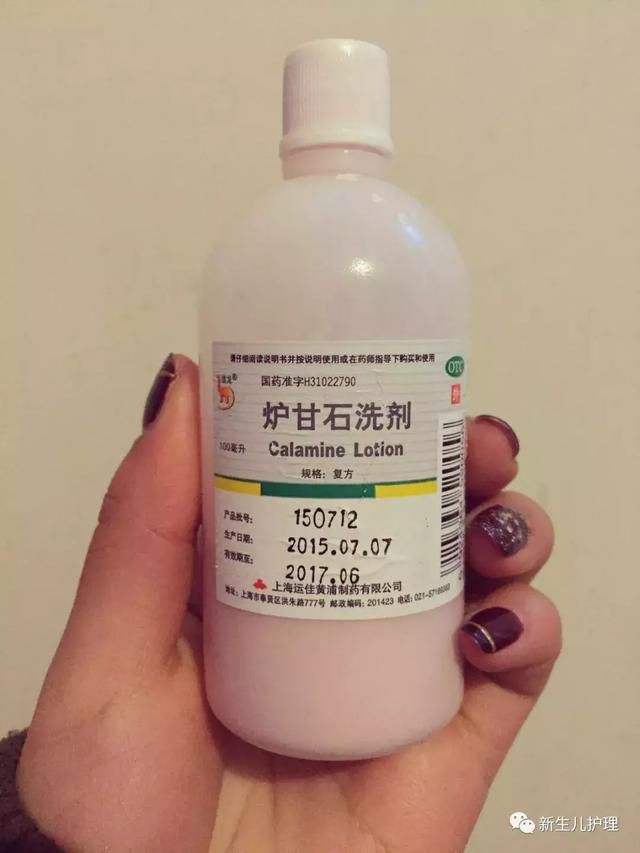 请仔细阅读说明书并按说明使用或在药师指导下购买和使用
OTC
国药准字H31022790
炉甘石洗剂
100毫升
Calamine Lotion
规格：复方
产品批号：
150712
生产日期：
2015.07.07
有效期至：
2017.06
上海运佳黄浦制药有限公司
地址：上海市奉贤区洪朱路777号 邮政编码：201423 电话：
新生儿护理